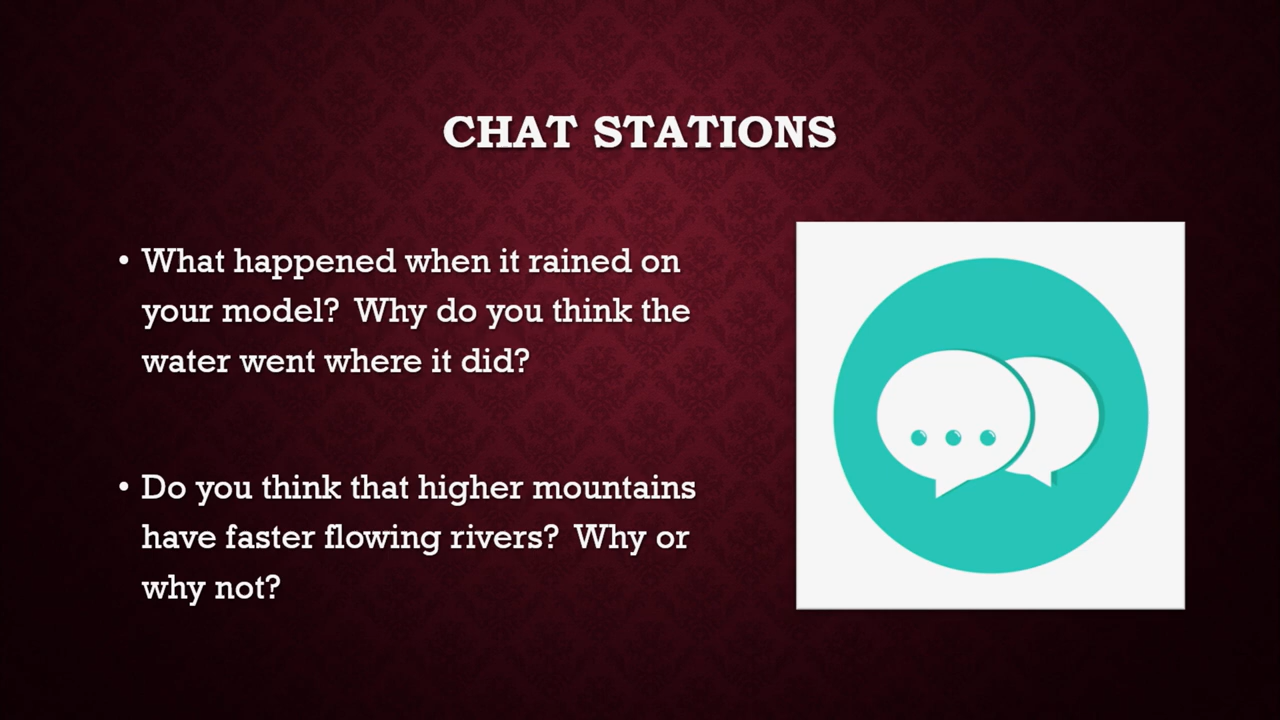 CHAT STATIONS
• What happened when it rained on
your model?  Why do you think the
water went where it did?
• Do you think that higher mountains
have faster flowing rivers?  Why or
why not?